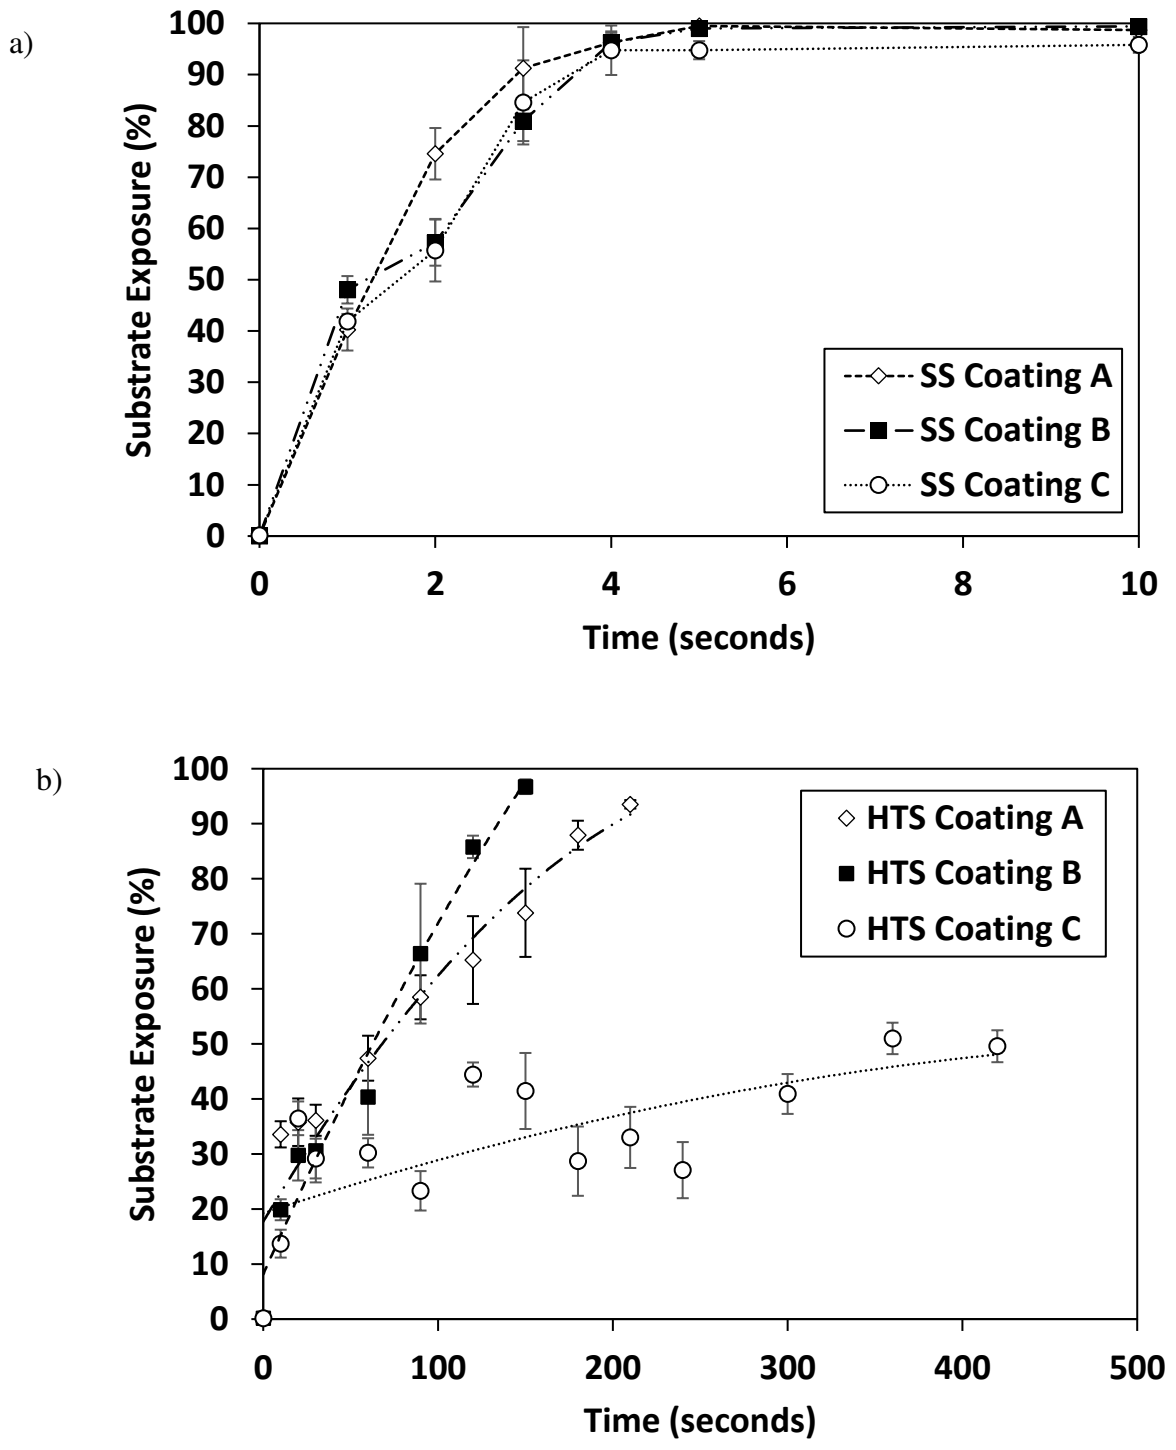 a)
100
90
80
70
60
50
40
30
20
10
0
Substrate Exposure (%)
SS Coating A
SS Coating B
SS Coating C
0 2 4 6 8 10
Time (seconds)
b)
100
90
80
70
60
50
40
30
20
10
0
Substrate Exposure (%)
HTS Coating A
HTS Coating B
HTS Coating C
0 100 200 300 400 500
Time (seconds)